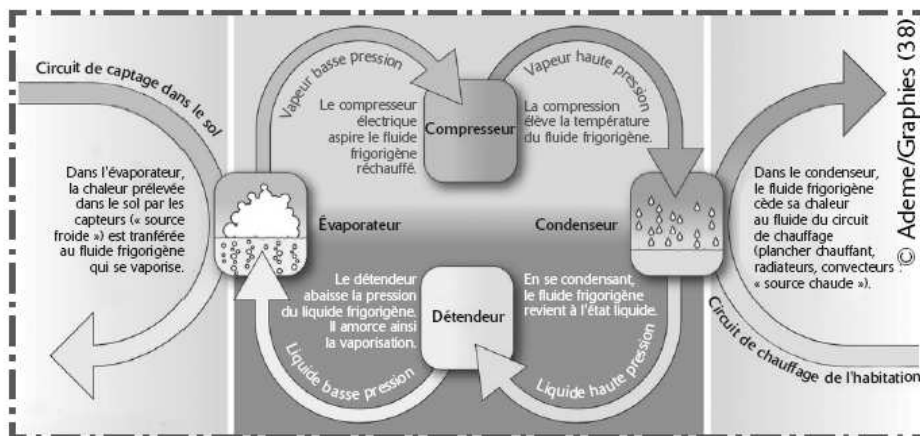 Circuit de captage dans le sol
Dans l'évaporateur,
la chaleur prélevée
dans le sol par les
capteurs (« source
froide ») est tranférée
au fluide frigorigène
qui se vaporise.
Vapeur basse pression
Le compresseur
électrique
aspire le fluide
frigorigène
réchauffé.
Compresseur
Vapeur haute pression
La compression
élève la température
du fluide frigorigène.
Évaporateur
Condenseur
Le détendeur
abaisse la pression
du liquide frigorigène.
Il amorce ainsi
la vaporisation.
Liquide basse pression
Détendeur
En se condensant,
le fluide frigorigène
revient à l'état liquide.
Liquide haute pression
Dans le condenseur,
le fluide frigorigène
cède sa chaleur
au fluide du circuit
de chauffage
(plancher chauffant,
radiateurs, convecteurs :
« source chaude »).
Circuit de chauffage de l'habitation
© Ademe/Graphies (38)